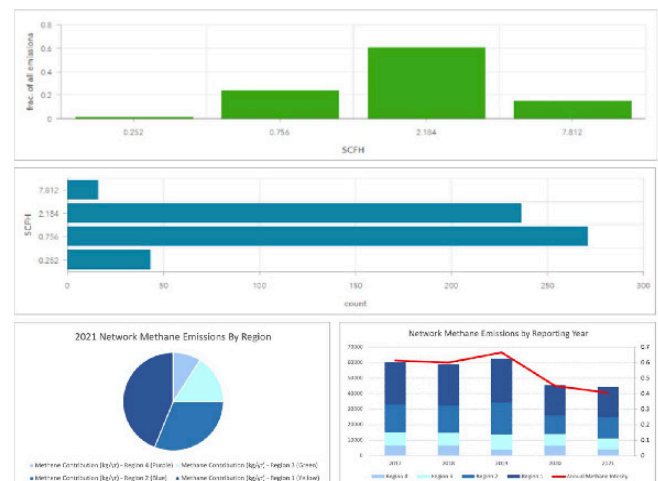 0.8
0.6
0.4
0.2
0
frac. of all emissions
0.252 0.756 2.184 7.812
SCFH
7.812
2.184
0.756
0.252
SCFH
0 50 100 150 200 250 300
count
2021 Network Methane Emissions By Region
Methane Contribution (kg/yr) - Region 4 (Purple) Methane Contribution (kg/yr) - Region 3 (Green)
Methane Contribution (kg/yr) - Region 2 (Blue) Methane Contribution (kg/yr) - Region 1 (Yellow)
Network Methane Emissions by Reporting Year
70000 0.7
60000 0.6
50000 0.5
40000 0.4
30000 0.3
20000 0.2
10000 0.1
0 0
2017 2018 2019 2020 2021
Region 4 Region 3 Region 2 Region 1 Annual Methane Intensity